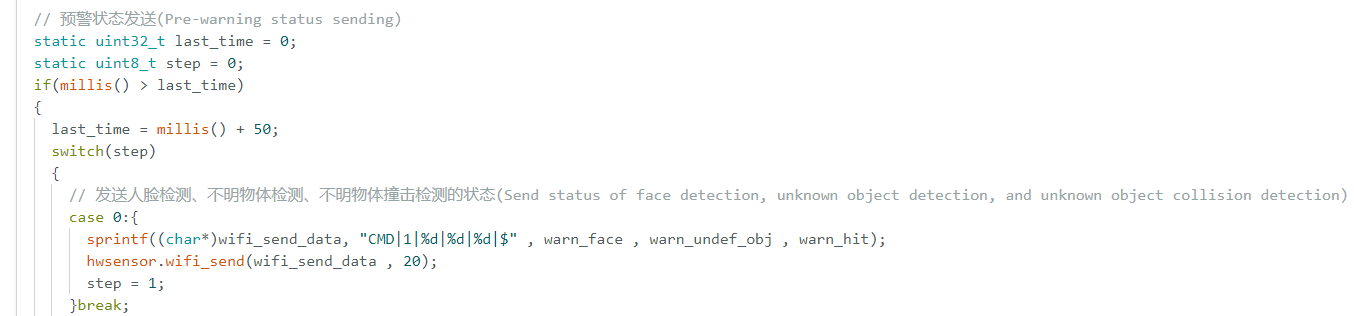 // 预警状态发送(Pre-warning status sending)
static uint32_t last_time = 0;
static uint8_t step = 0;
if(millis() > last_time)
{
last_time = millis() + 50;
switch(step)
{
// 发送人脸检测、不明物体检测、不明物体撞击检测的状态(Send status of face detection, unknown object detection, and unknown object collision detection)
case 0:{
sprintf((char*)wifi_send_data, "CMD|1|%d|%d|%d|$" , warn_face , warn_undef_obj , warn_hit);
hwsensor.wifi_send(wifi_send_data , 20);
step = 1;
}break;